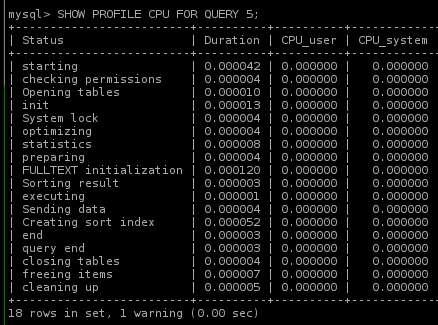 mysql> SHOW PROFILE CPU FOR QUERY 5;
+----------------------+----------+----------+------------
| Status | Duration | CPU_user | CPU_system
+----------------------+----------+----------+------------
| starting | 0.000042 | 0.000000 | 0.000000
| checking permissions | 0.000004 | 0.000000 | 0.000000
| Opening tables | 0.000010 | 0.000000 | 0.000000
| init | 0.000013 | 0.000000 | 0.000000
| System lock | 0.000004 | 0.000000 | 0.000000
| optimizing | 0.000004 | 0.000000 | 0.000000
| statistics | 0.000008 | 0.000000 | 0.000000
| preparing | 0.000004 | 0.000000 | 0.000000
| FULLTEXT initialization | 0.000120 | 0.000000 | 0.000000
| Sorting result | 0.000003 | 0.000000 | 0.000000
| executing | 0.000001 | 0.000000 | 0.000000
| Sending data | 0.000004 | 0.000000 | 0.000000
| Creating sort index | 0.000052 | 0.000000 | 0.000000
| end | 0.000003 | 0.000000 | 0.000000
| query end | 0.000003 | 0.000000 | 0.000000
| closing tables | 0.000004 | 0.000000 | 0.000000
| freeing items | 0.000007 | 0.000000 | 0.000000
| cleaning up | 0.000005 | 0.000000 | 0.000000
+----------------------+----------+----------+------------
18 rows in set, 1 warning (0.00 sec)